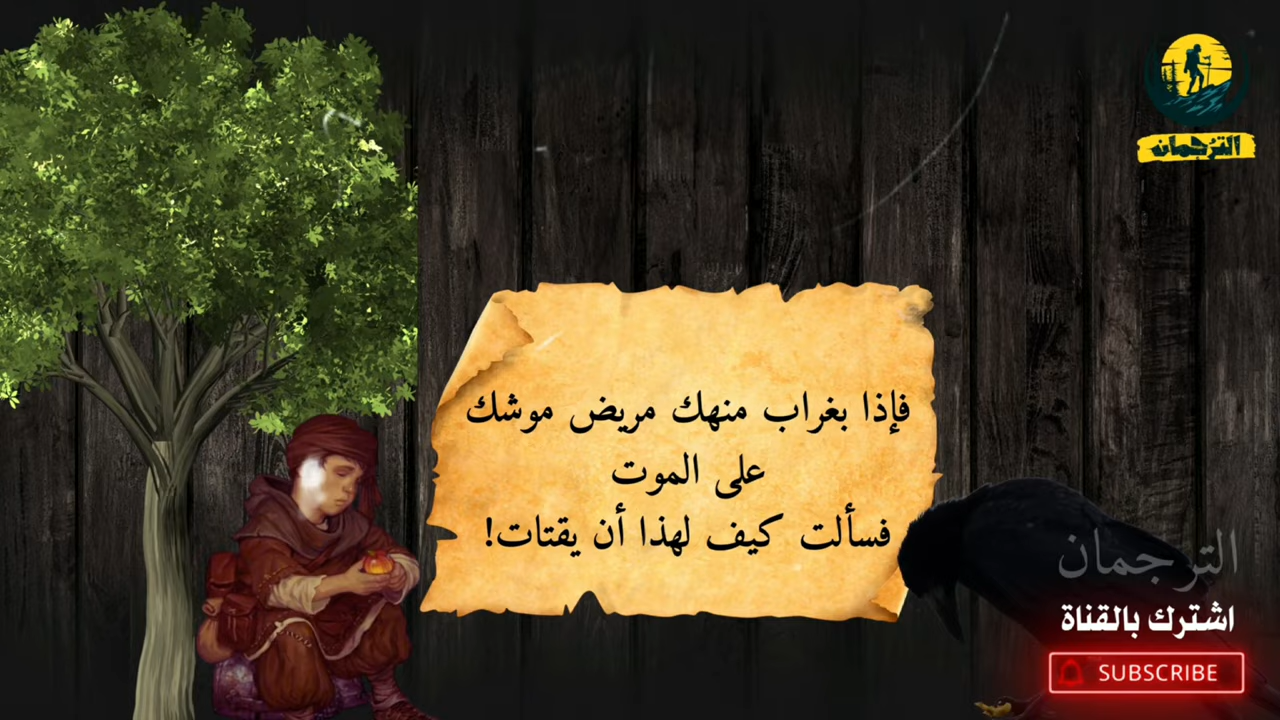 الترجمان
فإذا بغراب منهك مريض موشك
على الموت
فسألت كيف لهذا أن يقتات!
الترجمان
اشترك بالقناة
SUBSCRIBE